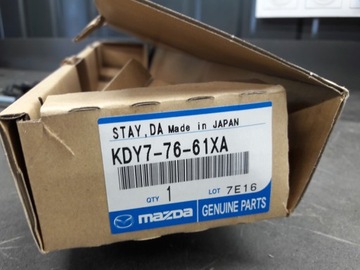 STAY,DA Made in JAPAN
KDY7-76-61XA
QTY 1 LOT 7E16
mazda GENUINE PARTS